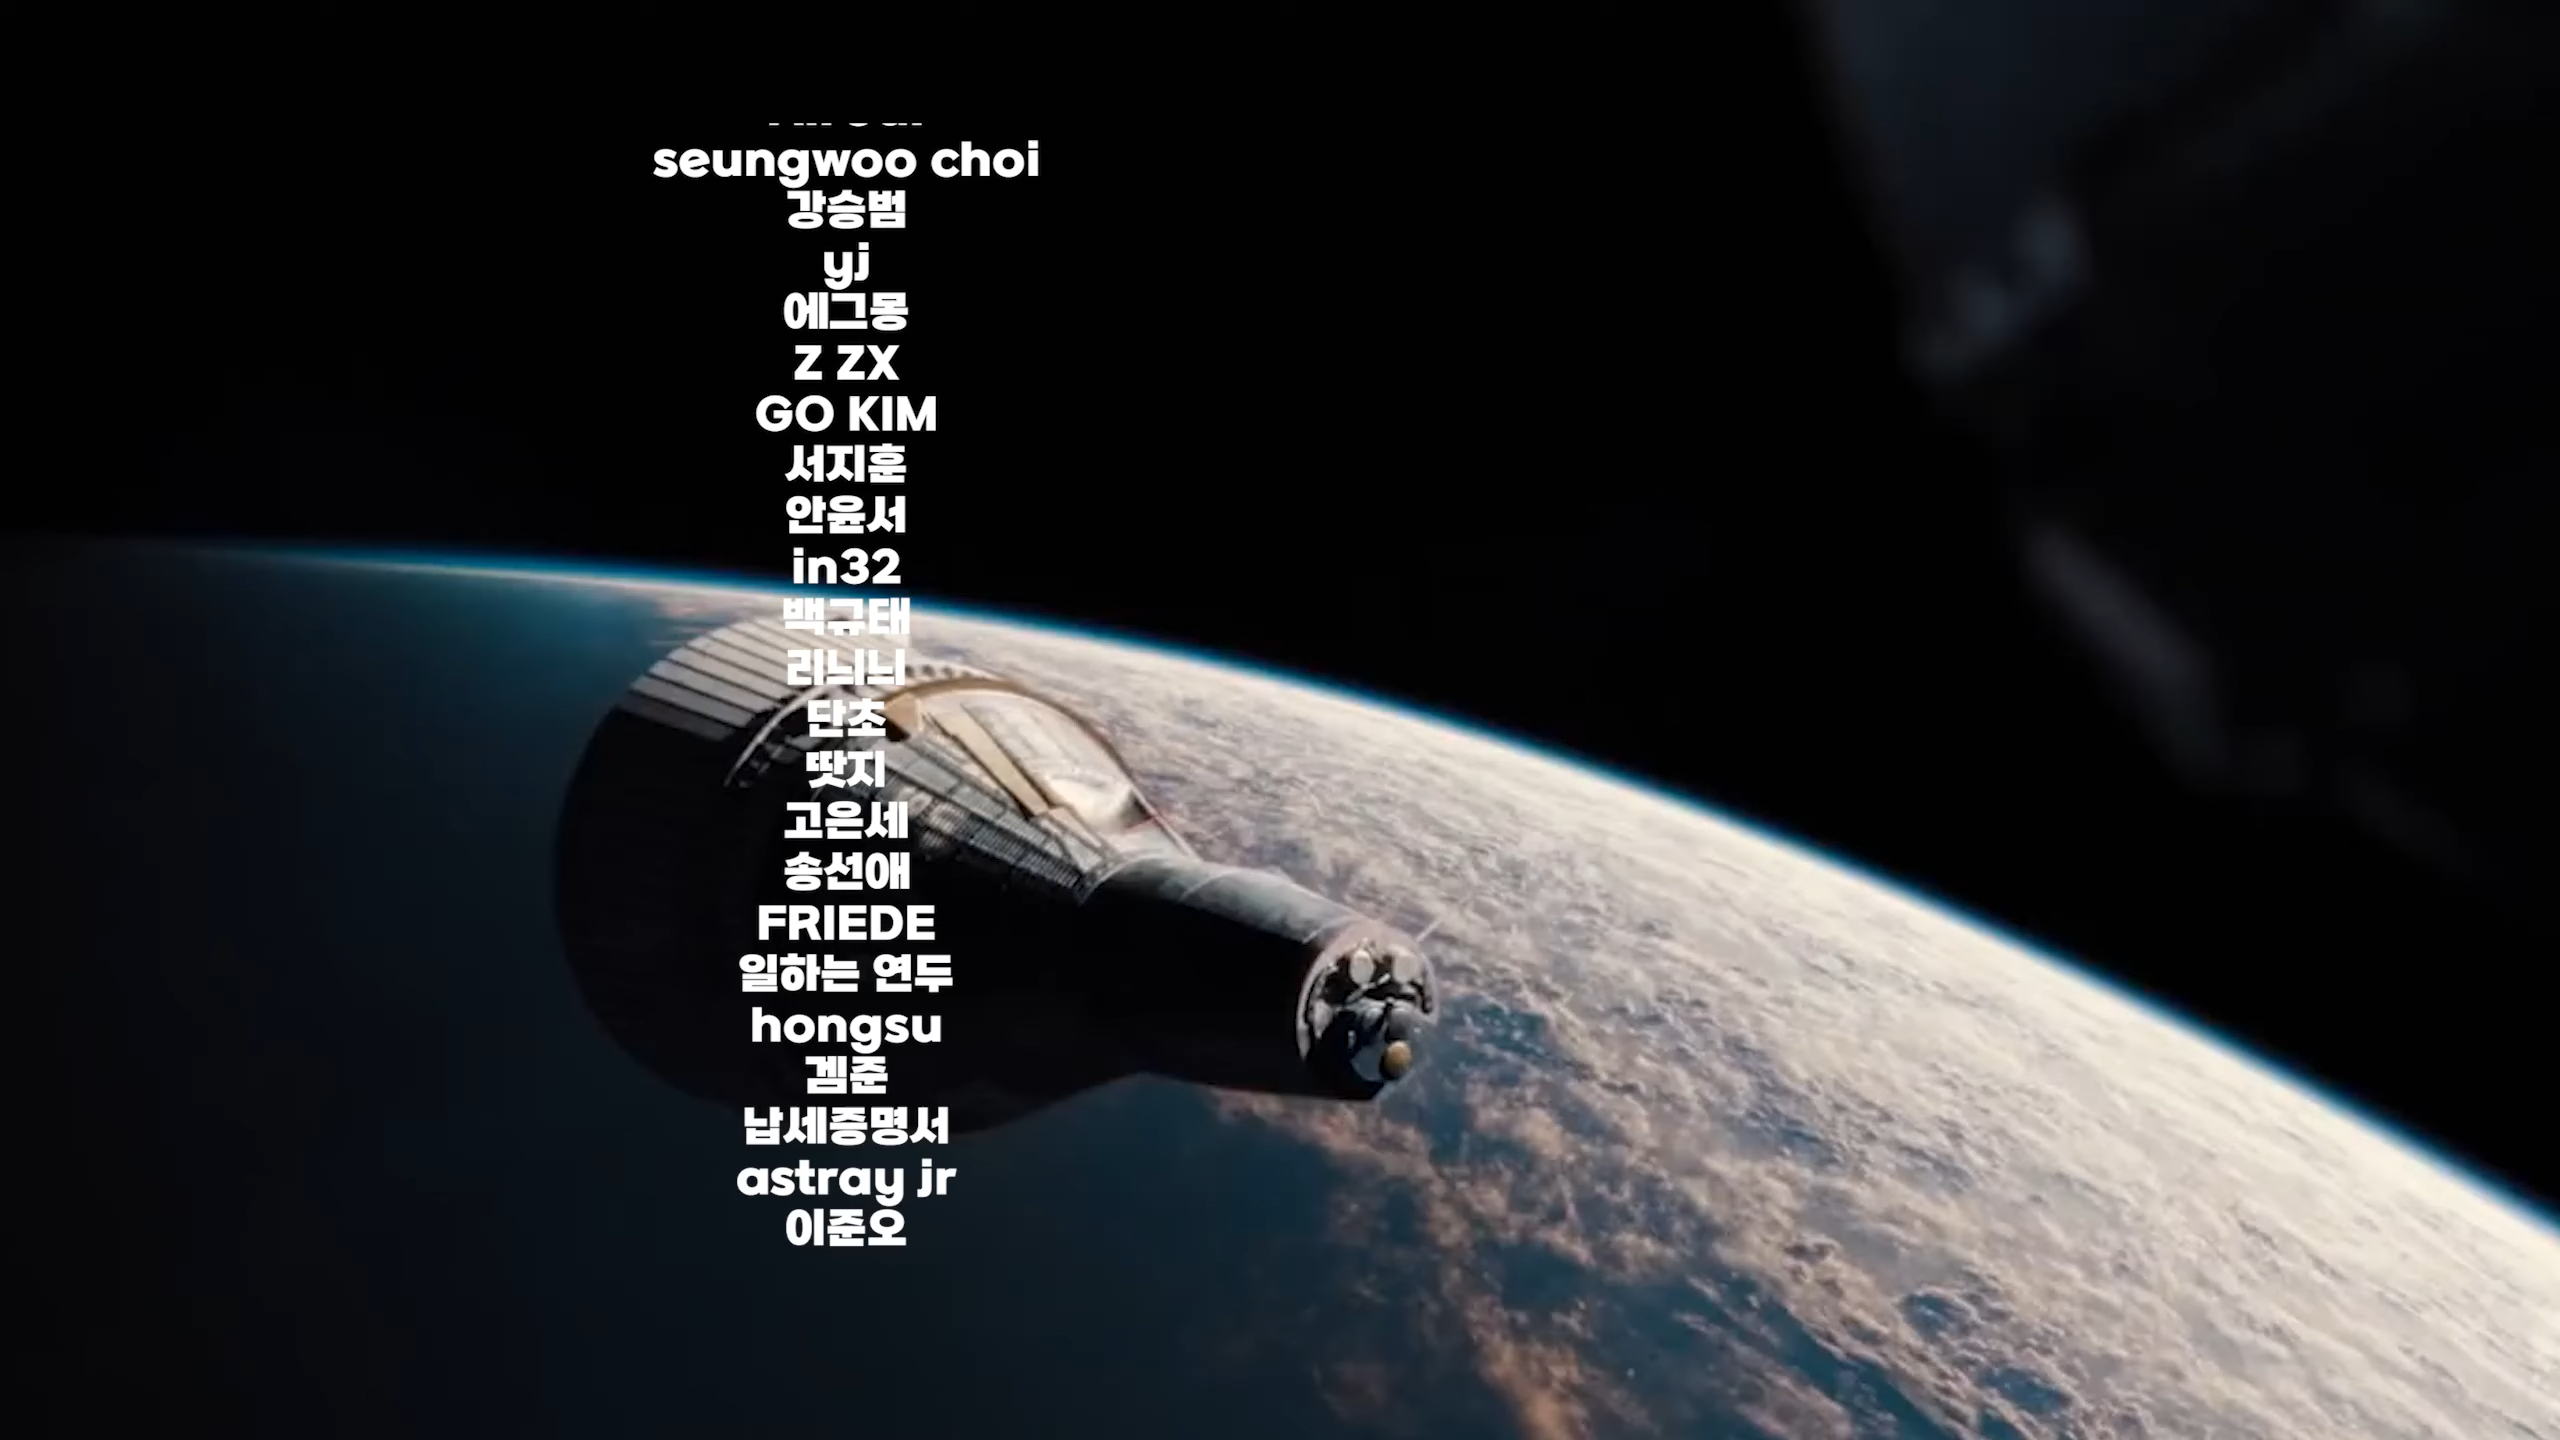 seungwoo choi
강승범
yj
에그몽
Z ZX
GO KIM
서지훈
안윤서
in32
백규태
리늬늬
단초
땃지
고은세
송선애
FRIEDE
일하는 연두
hongsu
겜준
납세증명서
astray jr
이준오